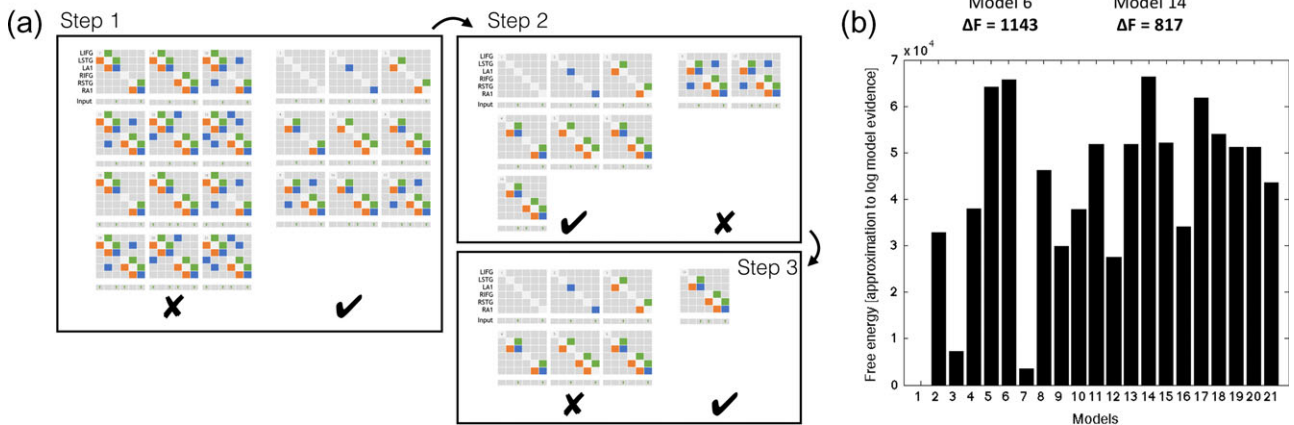 (a)
Step 1
LIFG
LSTG
LA1
RIFG
RSTG
RA1
Input
✘
✔
Step 2
LIFG
LSTG
LA1
RIFG
RSTG
RA1
Input
✔
✘
Step 3
LIFG
LSTG
LA1
RIFG
RSTG
RA1
Input
✘
✔
(b)
Model 6 Model 14
ΔF = 1143 ΔF = 817
x 10⁴
7
6
5
4
3
2
1
0
Free energy [approximation to log model evidence]
1 2 3 4 5 6 7 8 9 10 11 12 13 14 15 16 17 18 19 20 21
Models